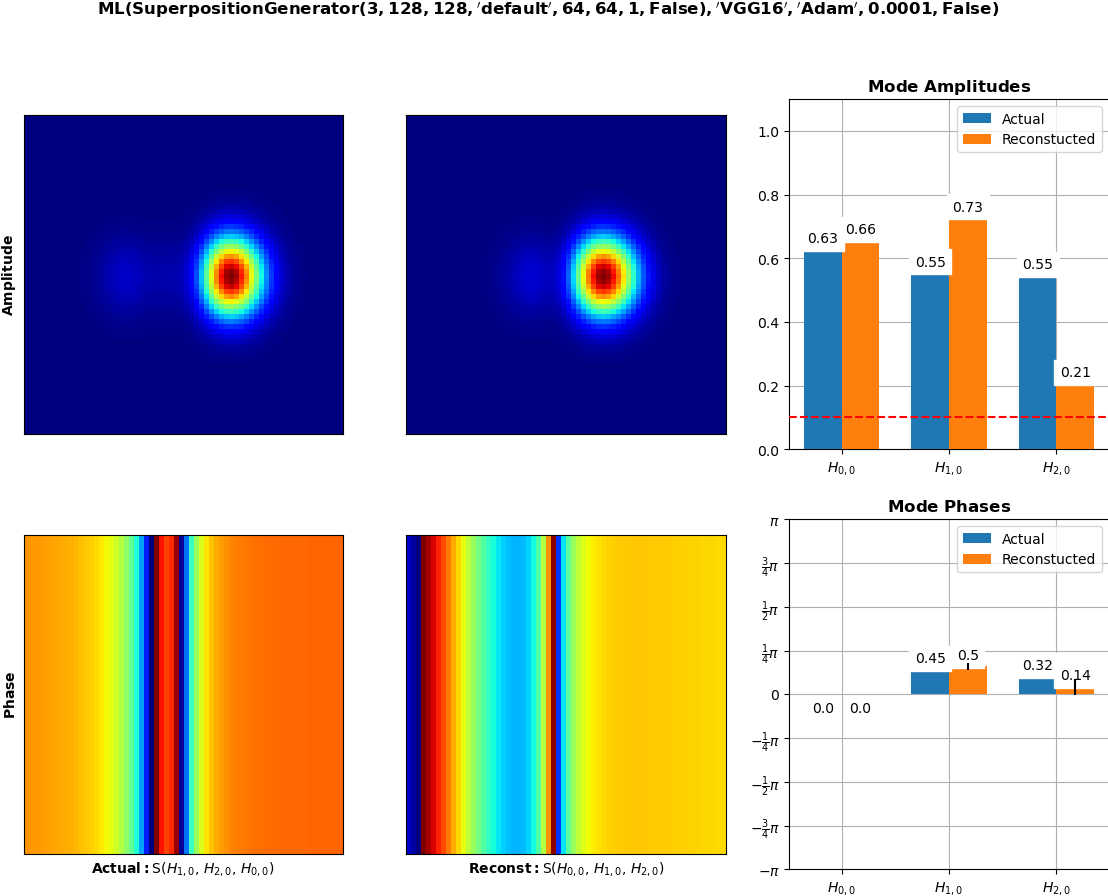 ML(SuperpositionGenerator(3, 128, 128, 'default', 64, 64, 1, False), 'VGG16', 'Adam', 0.0001, False)
Amplitude
Mode Amplitudes
Actual
Reconstucted
1.0
0.8
0.6
0.4
0.2
0.0
0.63
0.66
0.55
0.73
0.55
0.21
H0,0
H1,0
H2,0
Phase
Actual: S(H1,0, H2,0, H0,0)
Reconst: S(H0,0, H1,0, H2,0)
Mode Phases
Actual
Reconstucted
π
3/4π
1/2π
1/4π
0
−1/4π
−1/2π
−3/4π
−π
0.0
0.0
0.45
0.5
0.32
0.14
H0,0
H1,0
H2,0